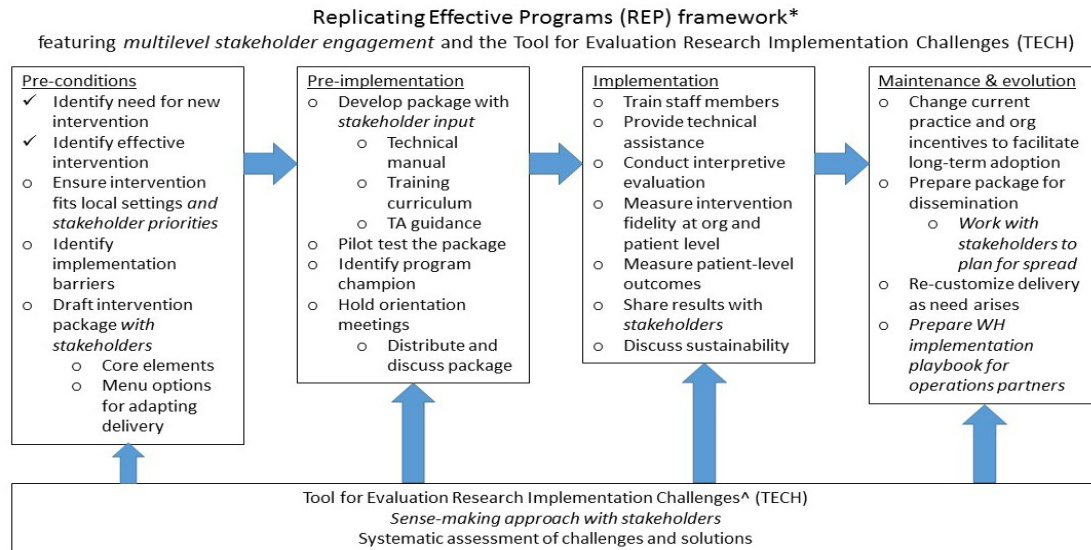 Replicating Effective Programs (REP) framework*
featuring multilevel stakeholder engagement and the Tool for Evaluation Research Implementation Challenges (TECH)
Pre-conditions
✓ Identify need for new
intervention
✓ Identify effective
intervention
o Ensure intervention
fits local settings and
stakeholder priorities
o Identify
implementation
barriers
o Draft intervention
package with
stakeholders
o Core elements
o Menu options
for adapting
delivery
Pre-implementation
o Develop package with
stakeholder input
o Technical
manual
o Training
curriculum
o TA guidance
o Pilot test the package
o Identify program
champion
o Hold orientation
meetings
o Distribute and
discuss package
Implementation
o Train staff members
o Provide technical
assistance
o Conduct interpretive
evaluation
o Measure intervention
fidelity at org and
patient level
o Measure patient-level
outcomes
o Share results with
stakeholders
o Discuss sustainability
Maintenance & evolution
o Change current
practice and org
incentives to facilitate
long-term adoption
o Prepare package for
dissemination
o Work with
stakeholders to
plan for spread
o Re-customize delivery
as need arises
o Prepare WH
implementation
playbook for
operations partners
Tool for Evaluation Research Implementation Challenges^ (TECH)
Sense-making approach with stakeholders
Systematic assessment of challenges and solutions